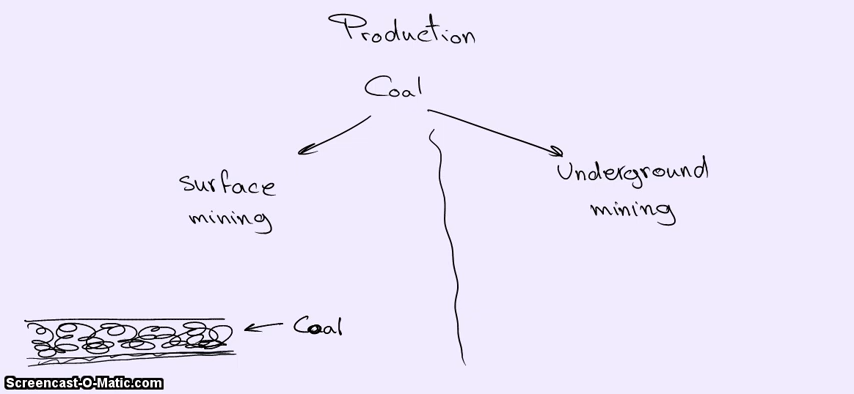 Production
Coal
Surface
mining
Underground
mining
Coal
Screencast-O-Matic.com